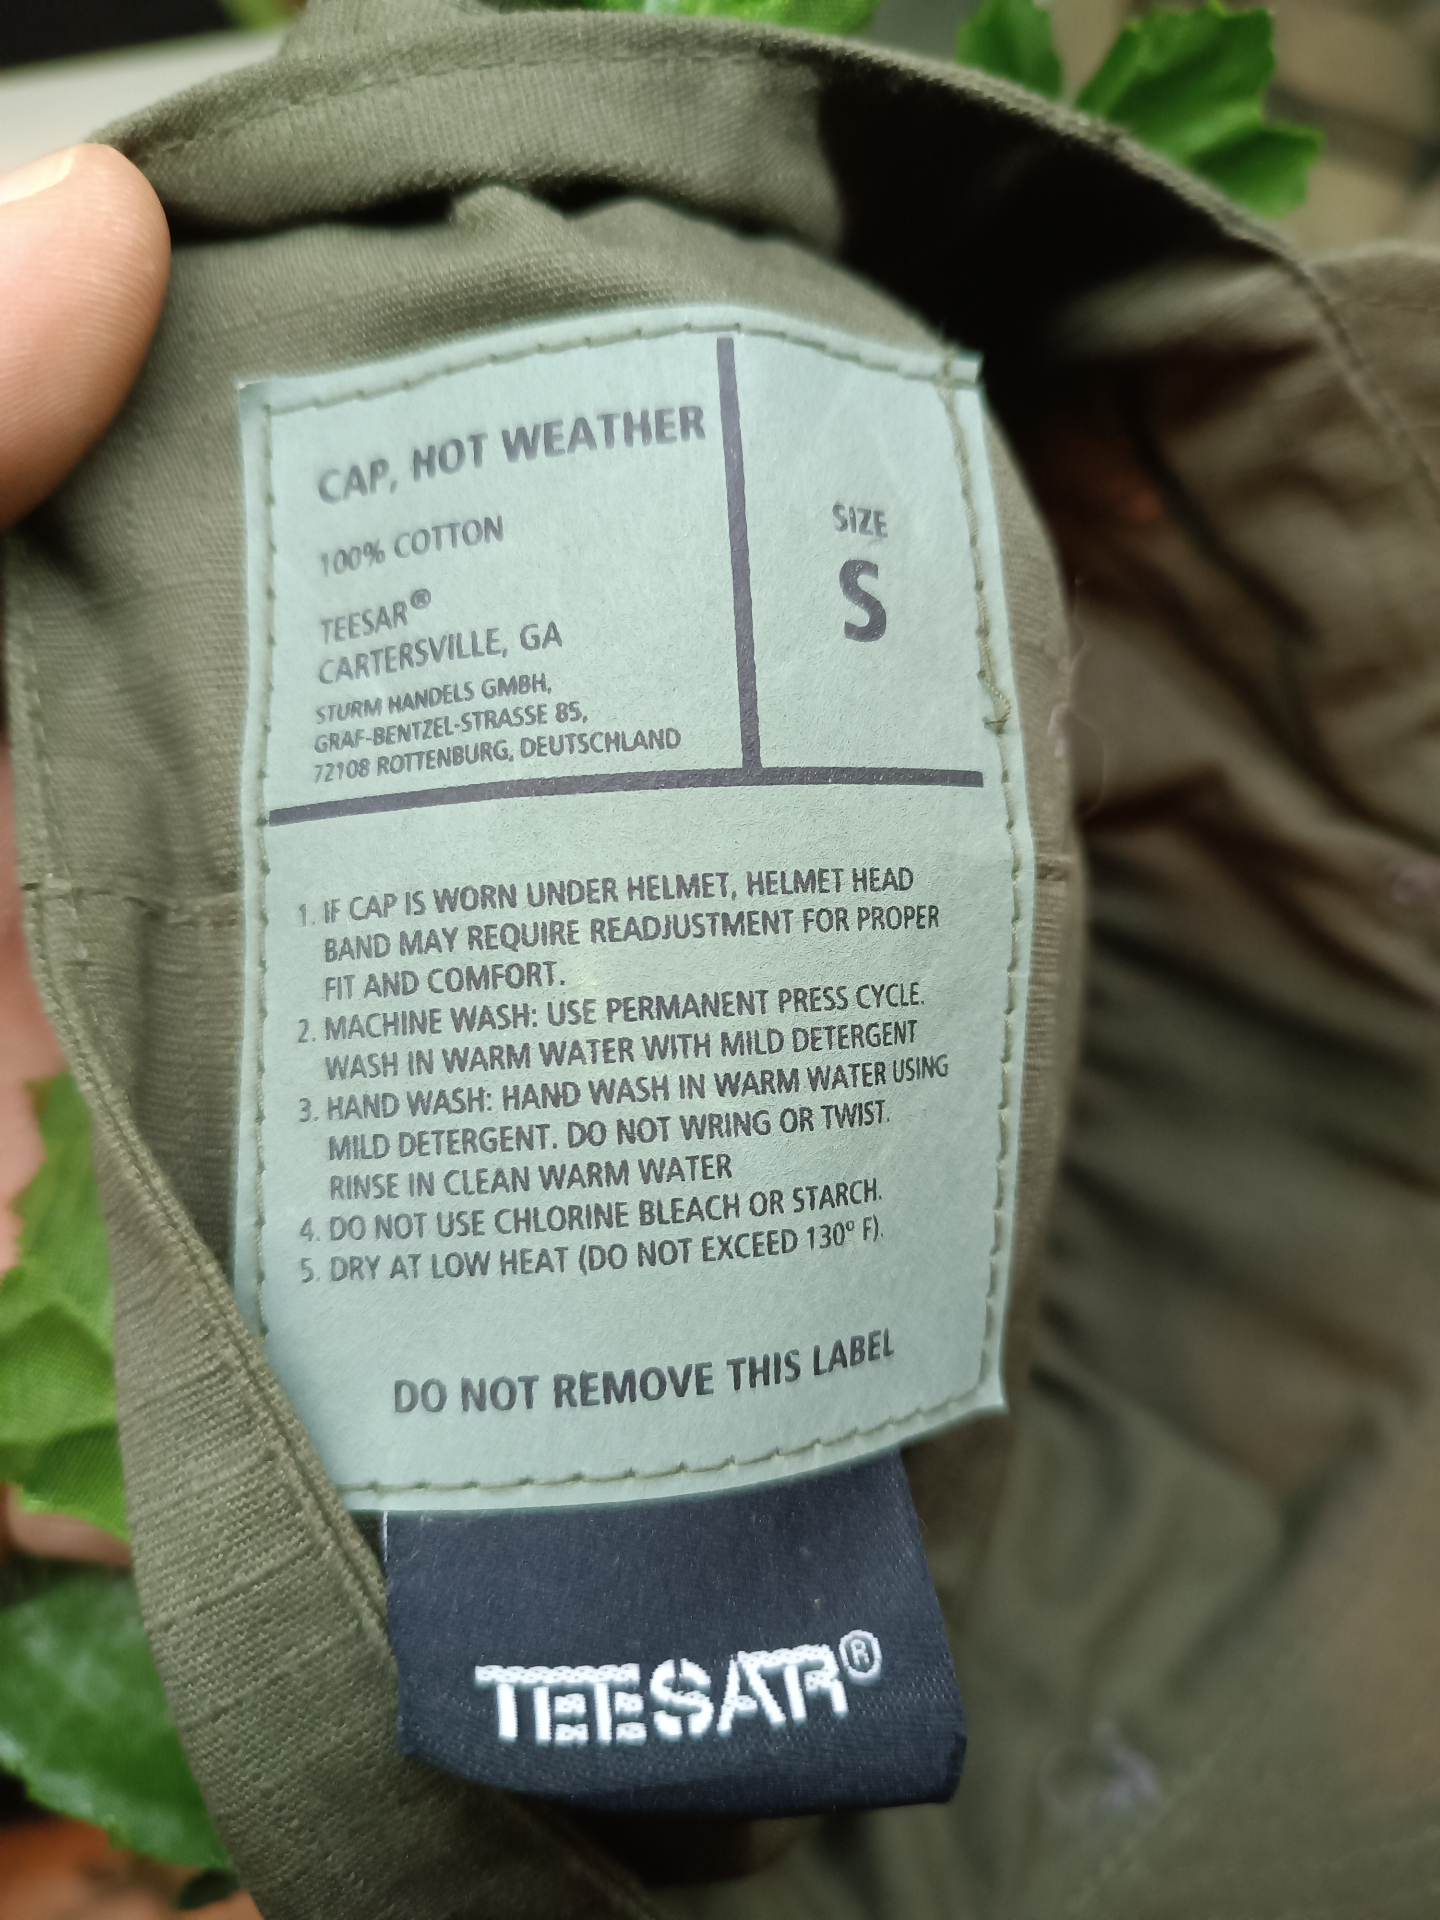 CAP, HOT WEATHER
100% COTTON
TEESAR®
CARTERSVILLE, GA
STURM HANDELS GMBH,
GRAF-BENTZEL-STRASSE 85,
72108 ROTTENBURG, DEUTSCHLAND
SIZE
S
1. IF CAP IS WORN UNDER HELMET, HELMET HEAD
BAND MAY REQUIRE READJUSTMENT FOR PROPER
FIT AND COMFORT.
2. MACHINE WASH: USE PERMANENT PRESS CYCLE.
WASH IN WARM WATER WITH MILD DETERGENT
3. HAND WASH: HAND WASH IN WARM WATER USING
MILD DETERGENT. DO NOT WRING OR TWIST.
RINSE IN CLEAN WARM WATER
4. DO NOT USE CHLORINE BLEACH OR STARCH.
5. DRY AT LOW HEAT (DO NOT EXCEED 130º F).
DO NOT REMOVE THIS LABEL
TEESAR®